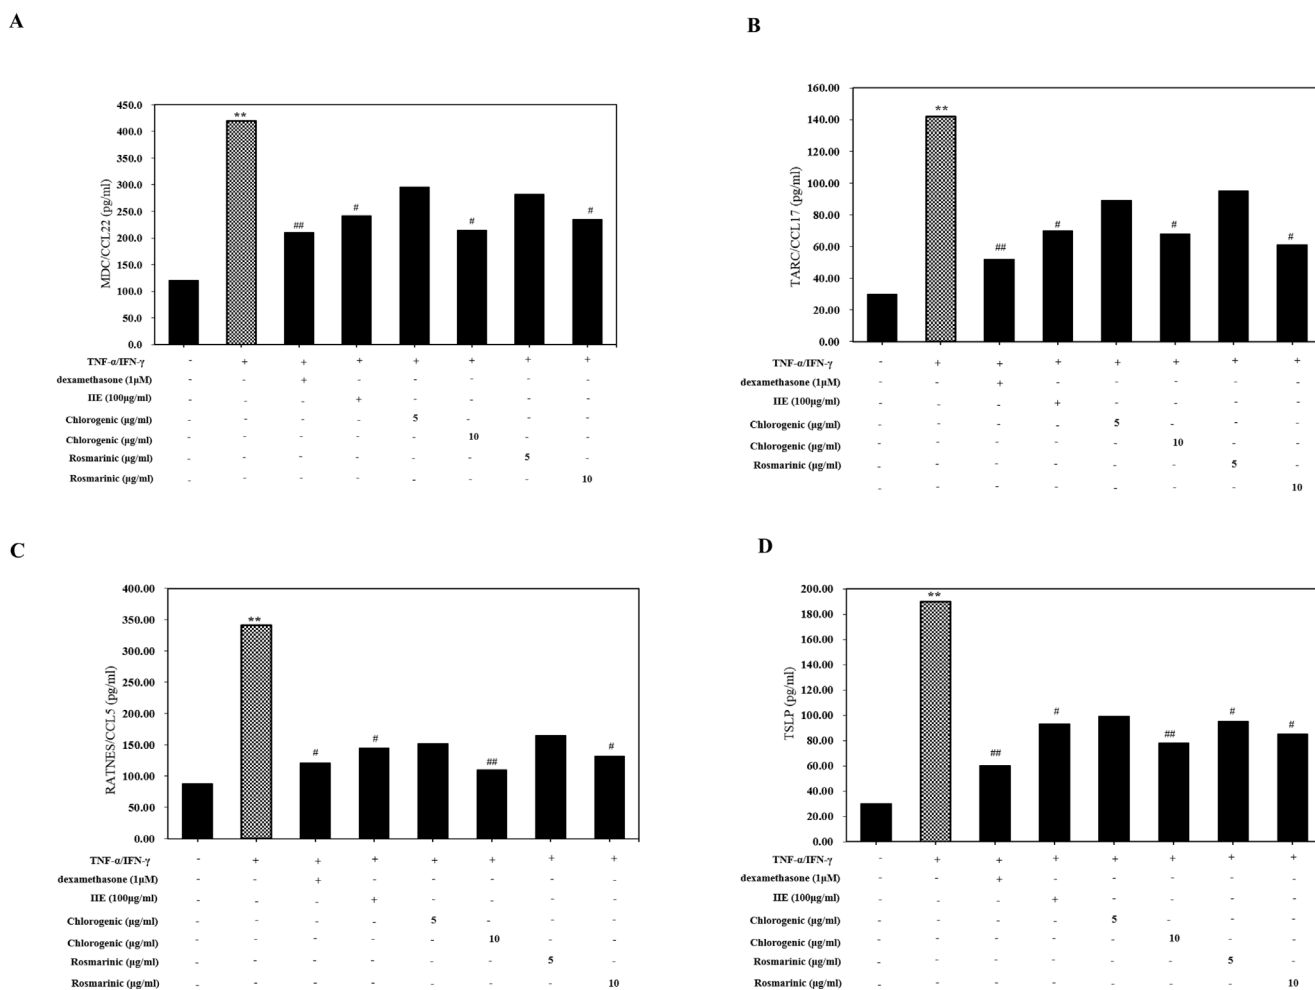 A
450.0
400.0
350.0
300.0
250.0
200.0
150.0
100.0
50.0
0.0
MDC/CCL22 (pg/ml)
**
##
#
#
#
TNF-α/IFN-γ - + + + + + + +
dexamethasone (1μM) - - + - - - - -
IIE (100μg/ml) - - - + - - - -
Chlorogenic (μg/ml) - - - - 5 - - -
Chlorogenic (μg/ml) - - - - - 10 - -
Rosmarinic (μg/ml) - - - - - - 5 -
Rosmarinic (μg/ml) - - - - - - - 10
B
160.00
140.00
120.00
100.00
80.00
60.00
40.00
20.00
0.00
TARC/CCL17 (pg/ml)
**
##
#
#
#
TNF-α/IFN-γ - + + + + + + +
dexamethasone (1μM) - - + - - - - -
IIE (100μg/ml) - - - + - - - -
Chlorogenic (μg/ml) - - - - 5 - - -
Chlorogenic (μg/ml) - - - - - 10 - -
Rosmarinic (μg/ml) - - - - - - 5 -
- - - - - - - 10
C
400.00
350.00
300.00
250.00
200.00
150.00
100.00
50.00
0.00
RATNES/CCL5 (pg/ml)
**
#
#
##
#
TNF-α/IFN-γ - + + + + + + +
dexamethasone (1μM) - - + - - - - -
IIE (100μg/ml) - - - + - - - -
Chlorogenic (μg/ml) - - - - 5 - - -
Chlorogenic (μg/ml) - - - - - 10 - -
Rosmarinic (μg/ml) - - - - - - 5 -
Rosmarinic (μg/ml) - - - - - - - 10
D
200.00
180.00
160.00
140.00
120.00
100.00
80.00
60.00
40.00
20.00
0.00
TSLP (pg/ml)
**
##
#
##
#
#
TNF-α/IFN-γ - + + + + + + +
dexamethasone (1μM) - - + - - - - -
IIE (100μg/ml) - - - + - - - -
Chlorogenic (μg/ml) - - - - 5 - - -
Chlorogenic (μg/ml) - - - - - 10 - -
Rosmarinic (μg/ml) - - - - - - 5 -
Rosmarinic (μg/ml) - - - - - - - 10